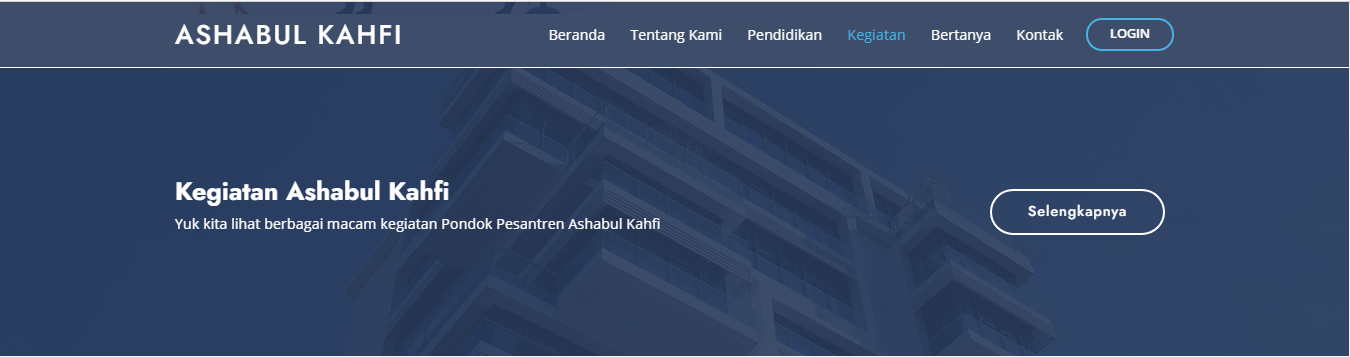 ASHABUL KAHFI
Beranda Tentang Kami Pendidikan Kegiatan Bertanya Kontak LOGIN
Kegiatan Ashabul Kahfi
Yuk kita lihat berbagai macam kegiatan Pondok Pesantren Ashabul Kahfi
Selengkapnya